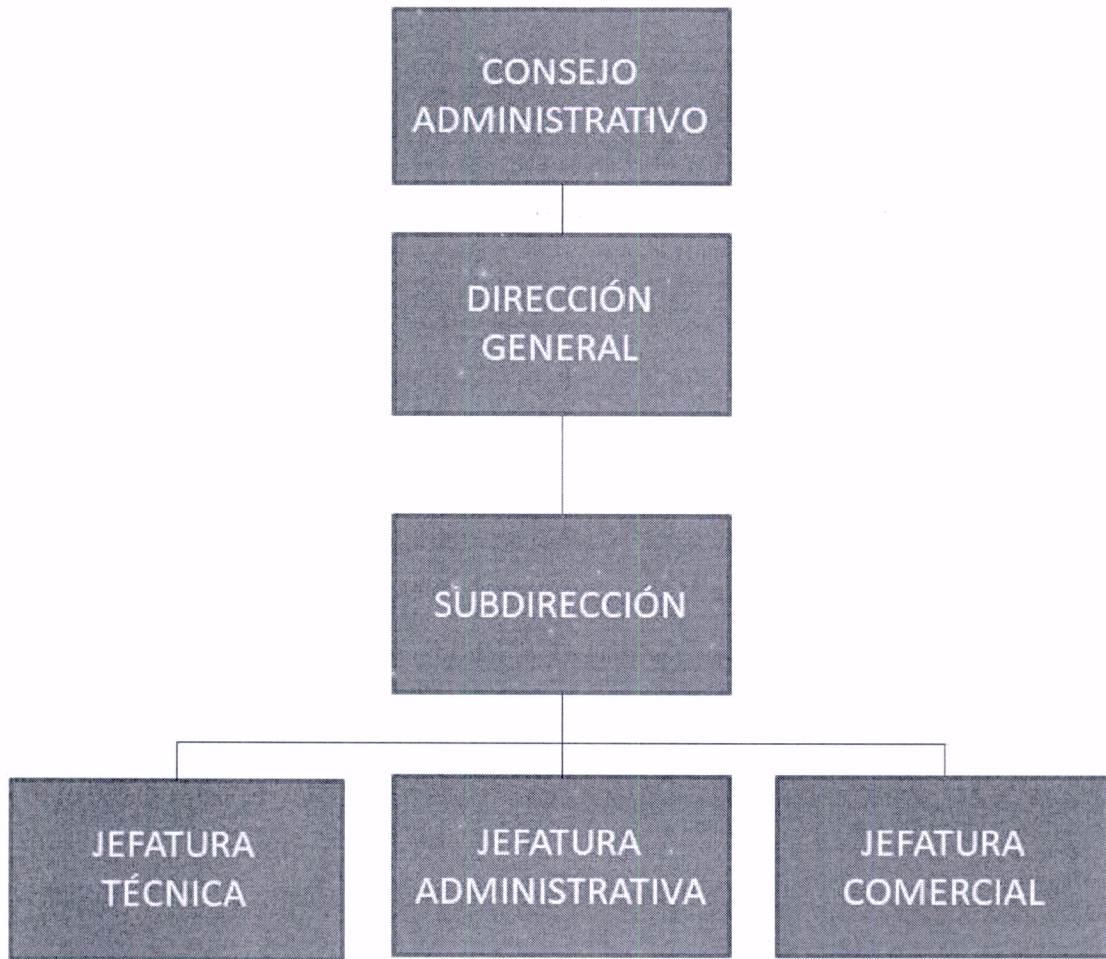 CONSEJO
ADMINISTRATIVO
DIRECCIÓN
GENERAL
SUBDIRECCIÓN
JEFATURA
TÉCNICA
JEFATURA
ADMINISTRATIVA
JEFATURA
COMERCIAL